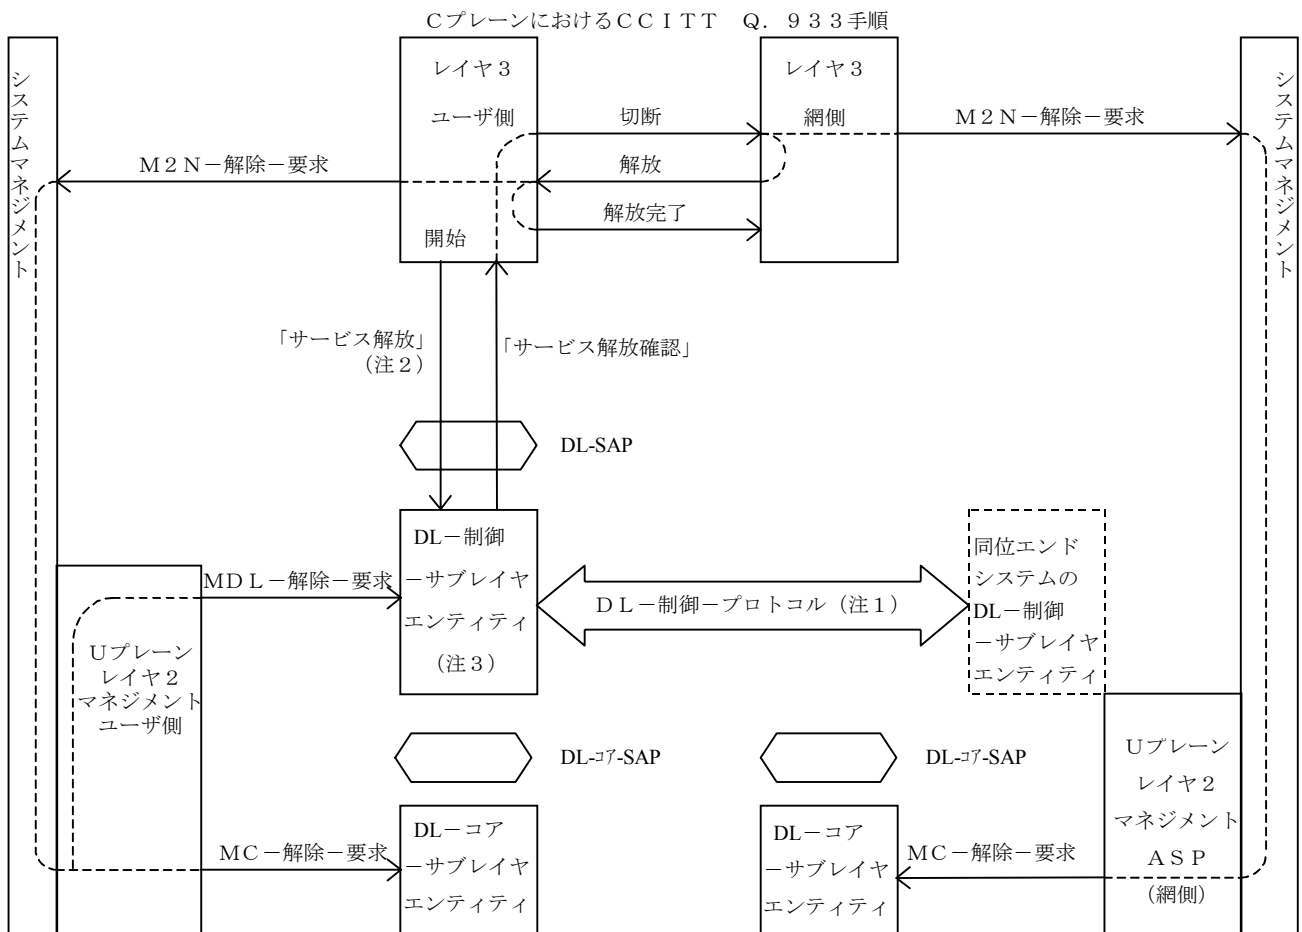 CプレーンにおけるCCITT Q.933手順
システムマネジメント
レイヤ3
ユーザ側
開始
レイヤ3
網側
システムマネジメント
切断
解放
解放完了
M2N-解除-要求
M2N-解除-要求
「サービス解放」
(注2)
「サービス解放確認」
DL-SAP
DL-制御
-サブレイヤ
エンティティ
(注3)
MDL-解除-要求
DL-制御-プロトコル(注1)
同位エンド
システムの
DL-制御
-サブレイヤ
エンティティ
Uプレーン
レイヤ2
マネジメント
ユーザ側
DL-コア-SAP
DL-コア-SAP
Uプレーン
レイヤ2
マネジメント
ASP
(網側)
MC-解除-要求
DL-コア
-サブレイヤ
エンティティ
DL-コア
-サブレイヤ
エンティティ
MC-解除-要求